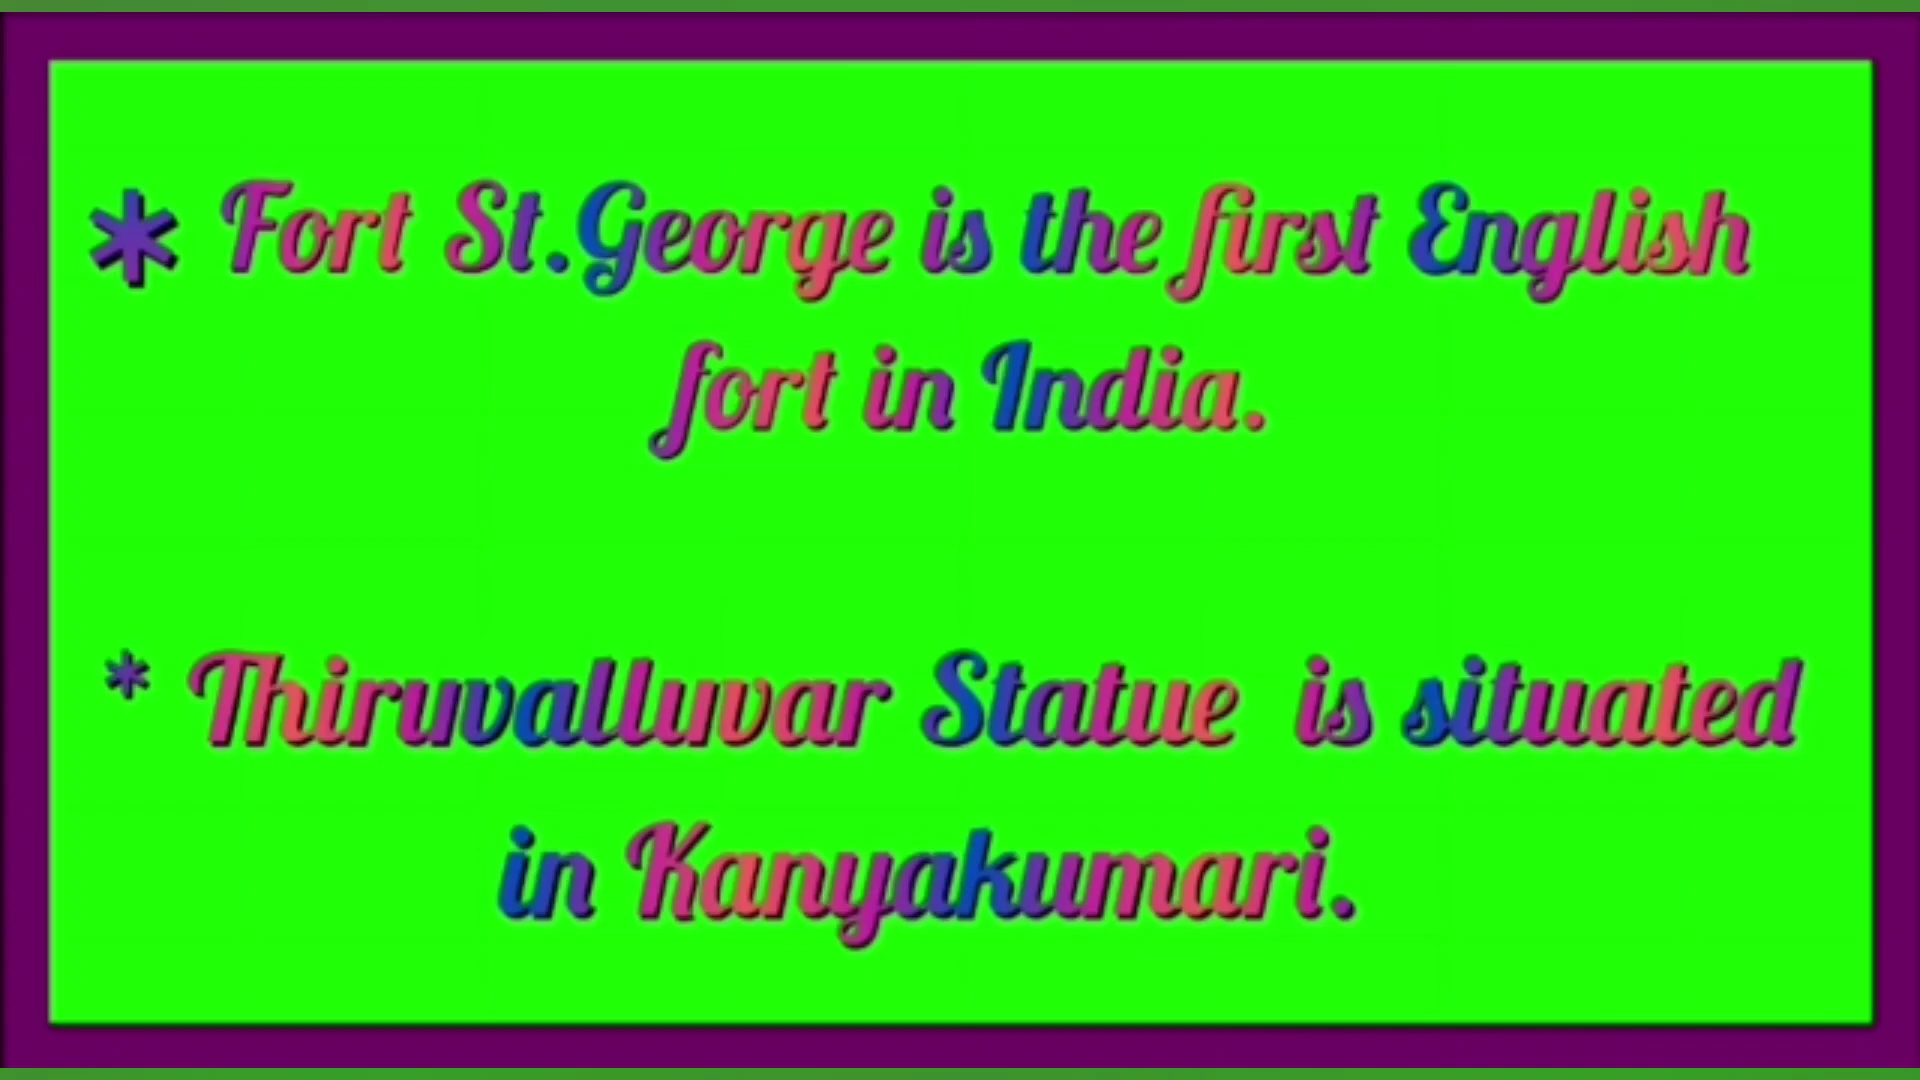 * Fort St.George is the first English
fort in India.
* Thiruvalluvar Statue is situated
in Kanyakumari.